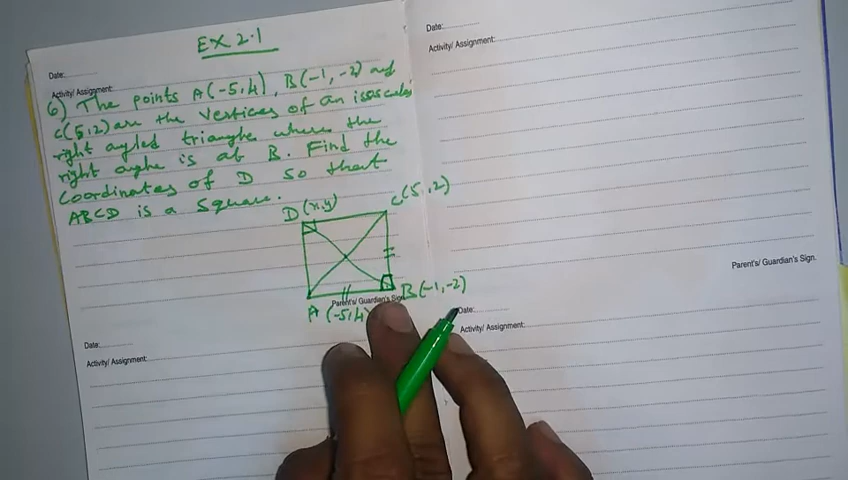 EX 2.1
Date:
Activity/ Assignment:
6) The points A(-5,4), B(-1,-2) and
C(5,2) are the vertices of an isosceles
right angled triangle where the
right angle is at B. Find the
coordinates of D so that
ABCD is a Square.
D(x,y)
C(5,2)
B(-1,-2)
A(-5,4)
Parent's/ Guardian's Sign.
Date:
Activity/ Assignment:
Date:
Activity/ Assignment:
Parent's/ Guardian's Sign.
Date:
Activity/ Assignment: